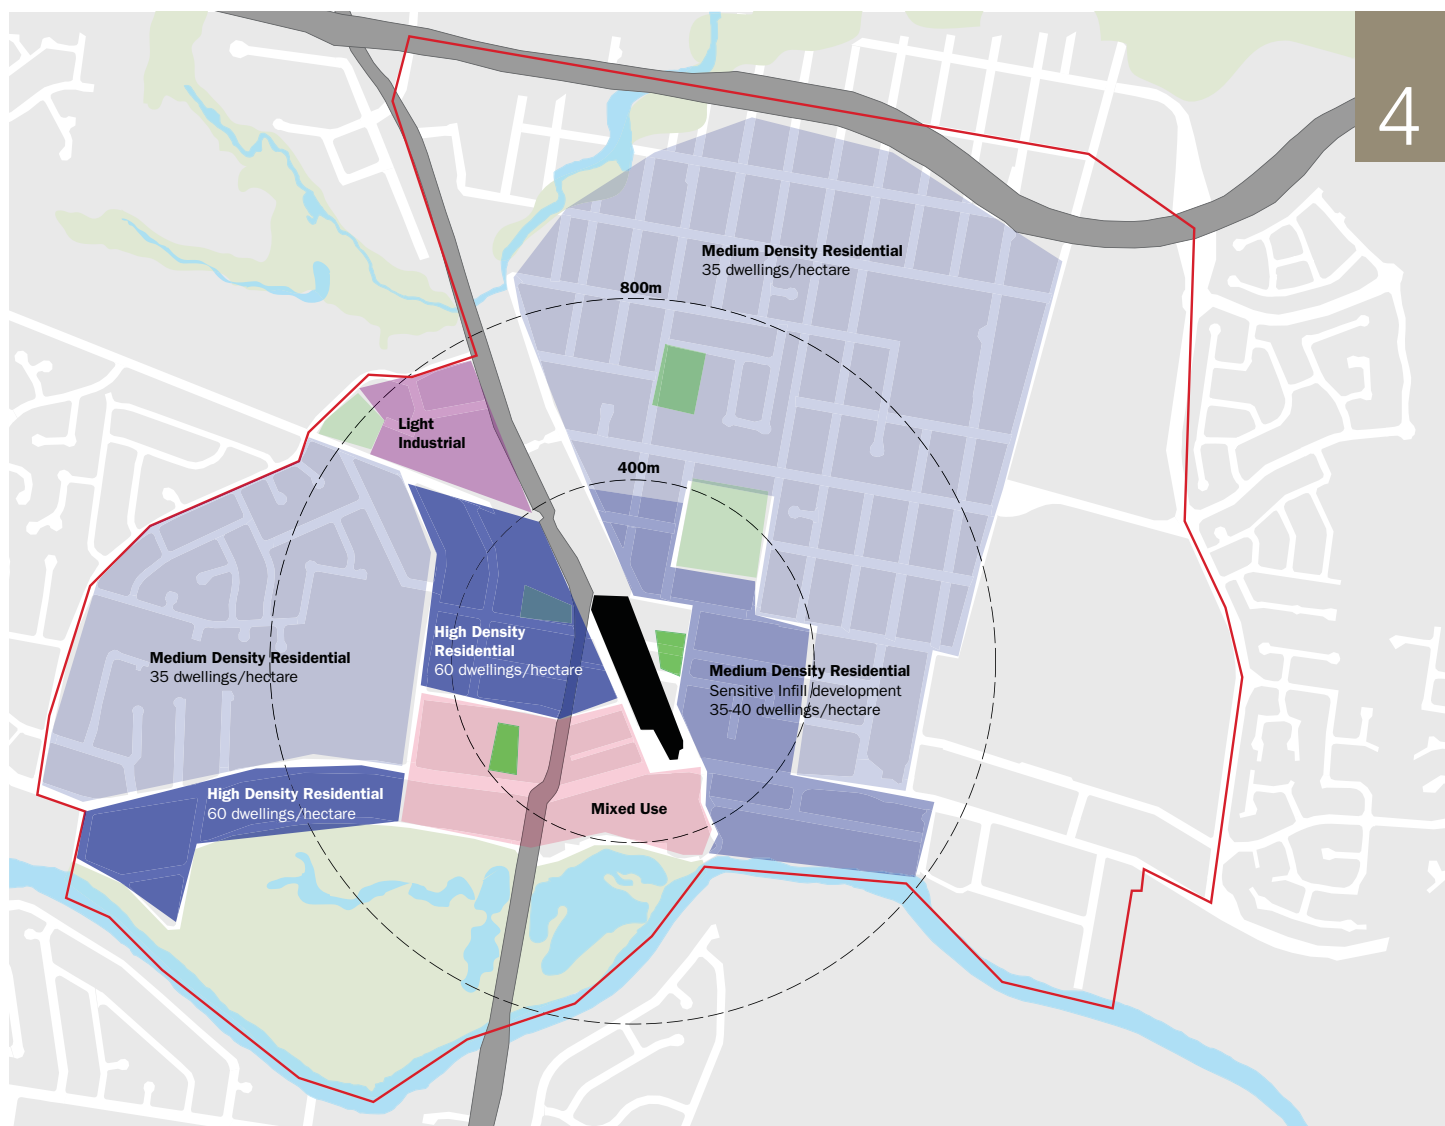 4
Medium Density Residential
35 dwellings/hectare
800m
Light
Industrial
400m
High Density
Residential
60 dwellings/hectare
Medium Density Residential
35 dwellings/hectare
Medium Density Residential
Sensitive Infill development
35-40 dwellings/hectare
High Density Residential
60 dwellings/hectare
Mixed Use